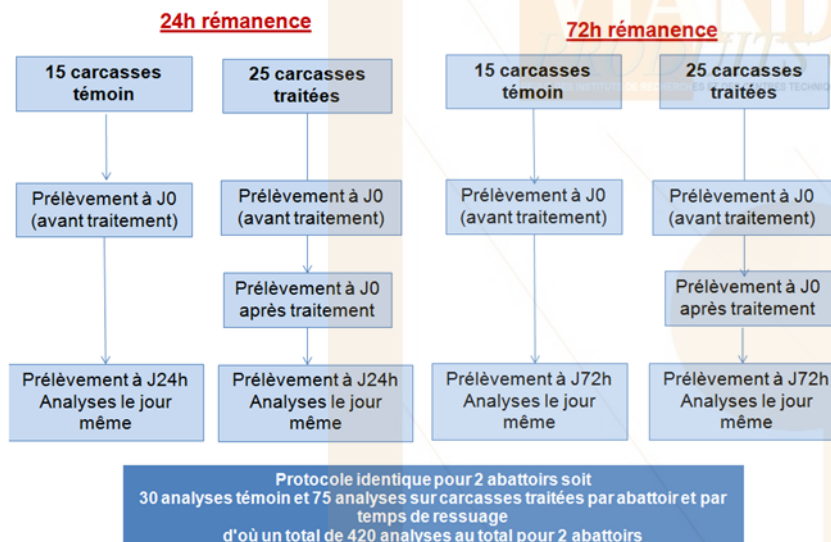 24h rémanence
15 carcasses
témoin
25 carcasses
traitées
Prélèvement à J0
(avant traitement)
Prélèvement à J0
(avant traitement)
Prélèvement à J0
après traitement
Prélèvement à J24h
Analyses le jour
même
Prélèvement à J24h
Analyses le jour
même
72h rémanence
15 carcasses
témoin
25 carcasses
traitées
Prélèvement à J0
(avant traitement)
Prélèvement à J0
(avant traitement)
Prélèvement à J0
après traitement
Prélèvement à J72h
Analyses le jour
même
Prélèvement à J72h
Analyses le jour
même
Protocole identique pour 2 abattoirs soit
30 analyses témoin et 75 analyses sur carcasses traitées par abattoir et par
temps de ressuage
d'où un total de 420 analyses au total pour 2 abattoirs